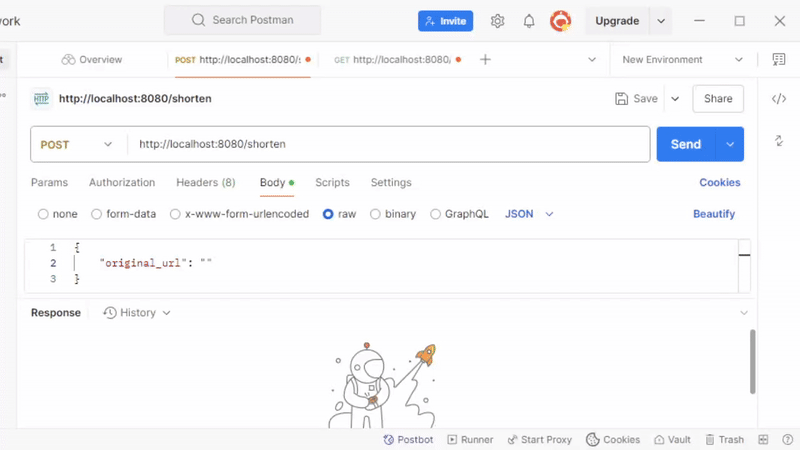 work
Search Postman
Invite
Upgrade
Overview
POST http://localhost:8080/s
GET http://localhost:8080/
New Environment
HTTP
http://localhost:8080/shorten
Save
Share
POST
http://localhost:8080/shorten
Send
Params
Authorization
Headers (8)
Body
Scripts
Settings
Cookies
none
form-data
x-www-form-urlencoded
raw
binary
GraphQL
JSON
Beautify
1 {
2 "original_url": ""
3 }
Response
History
Postbot
Runner
Start Proxy
Cookies
Vault
Trash